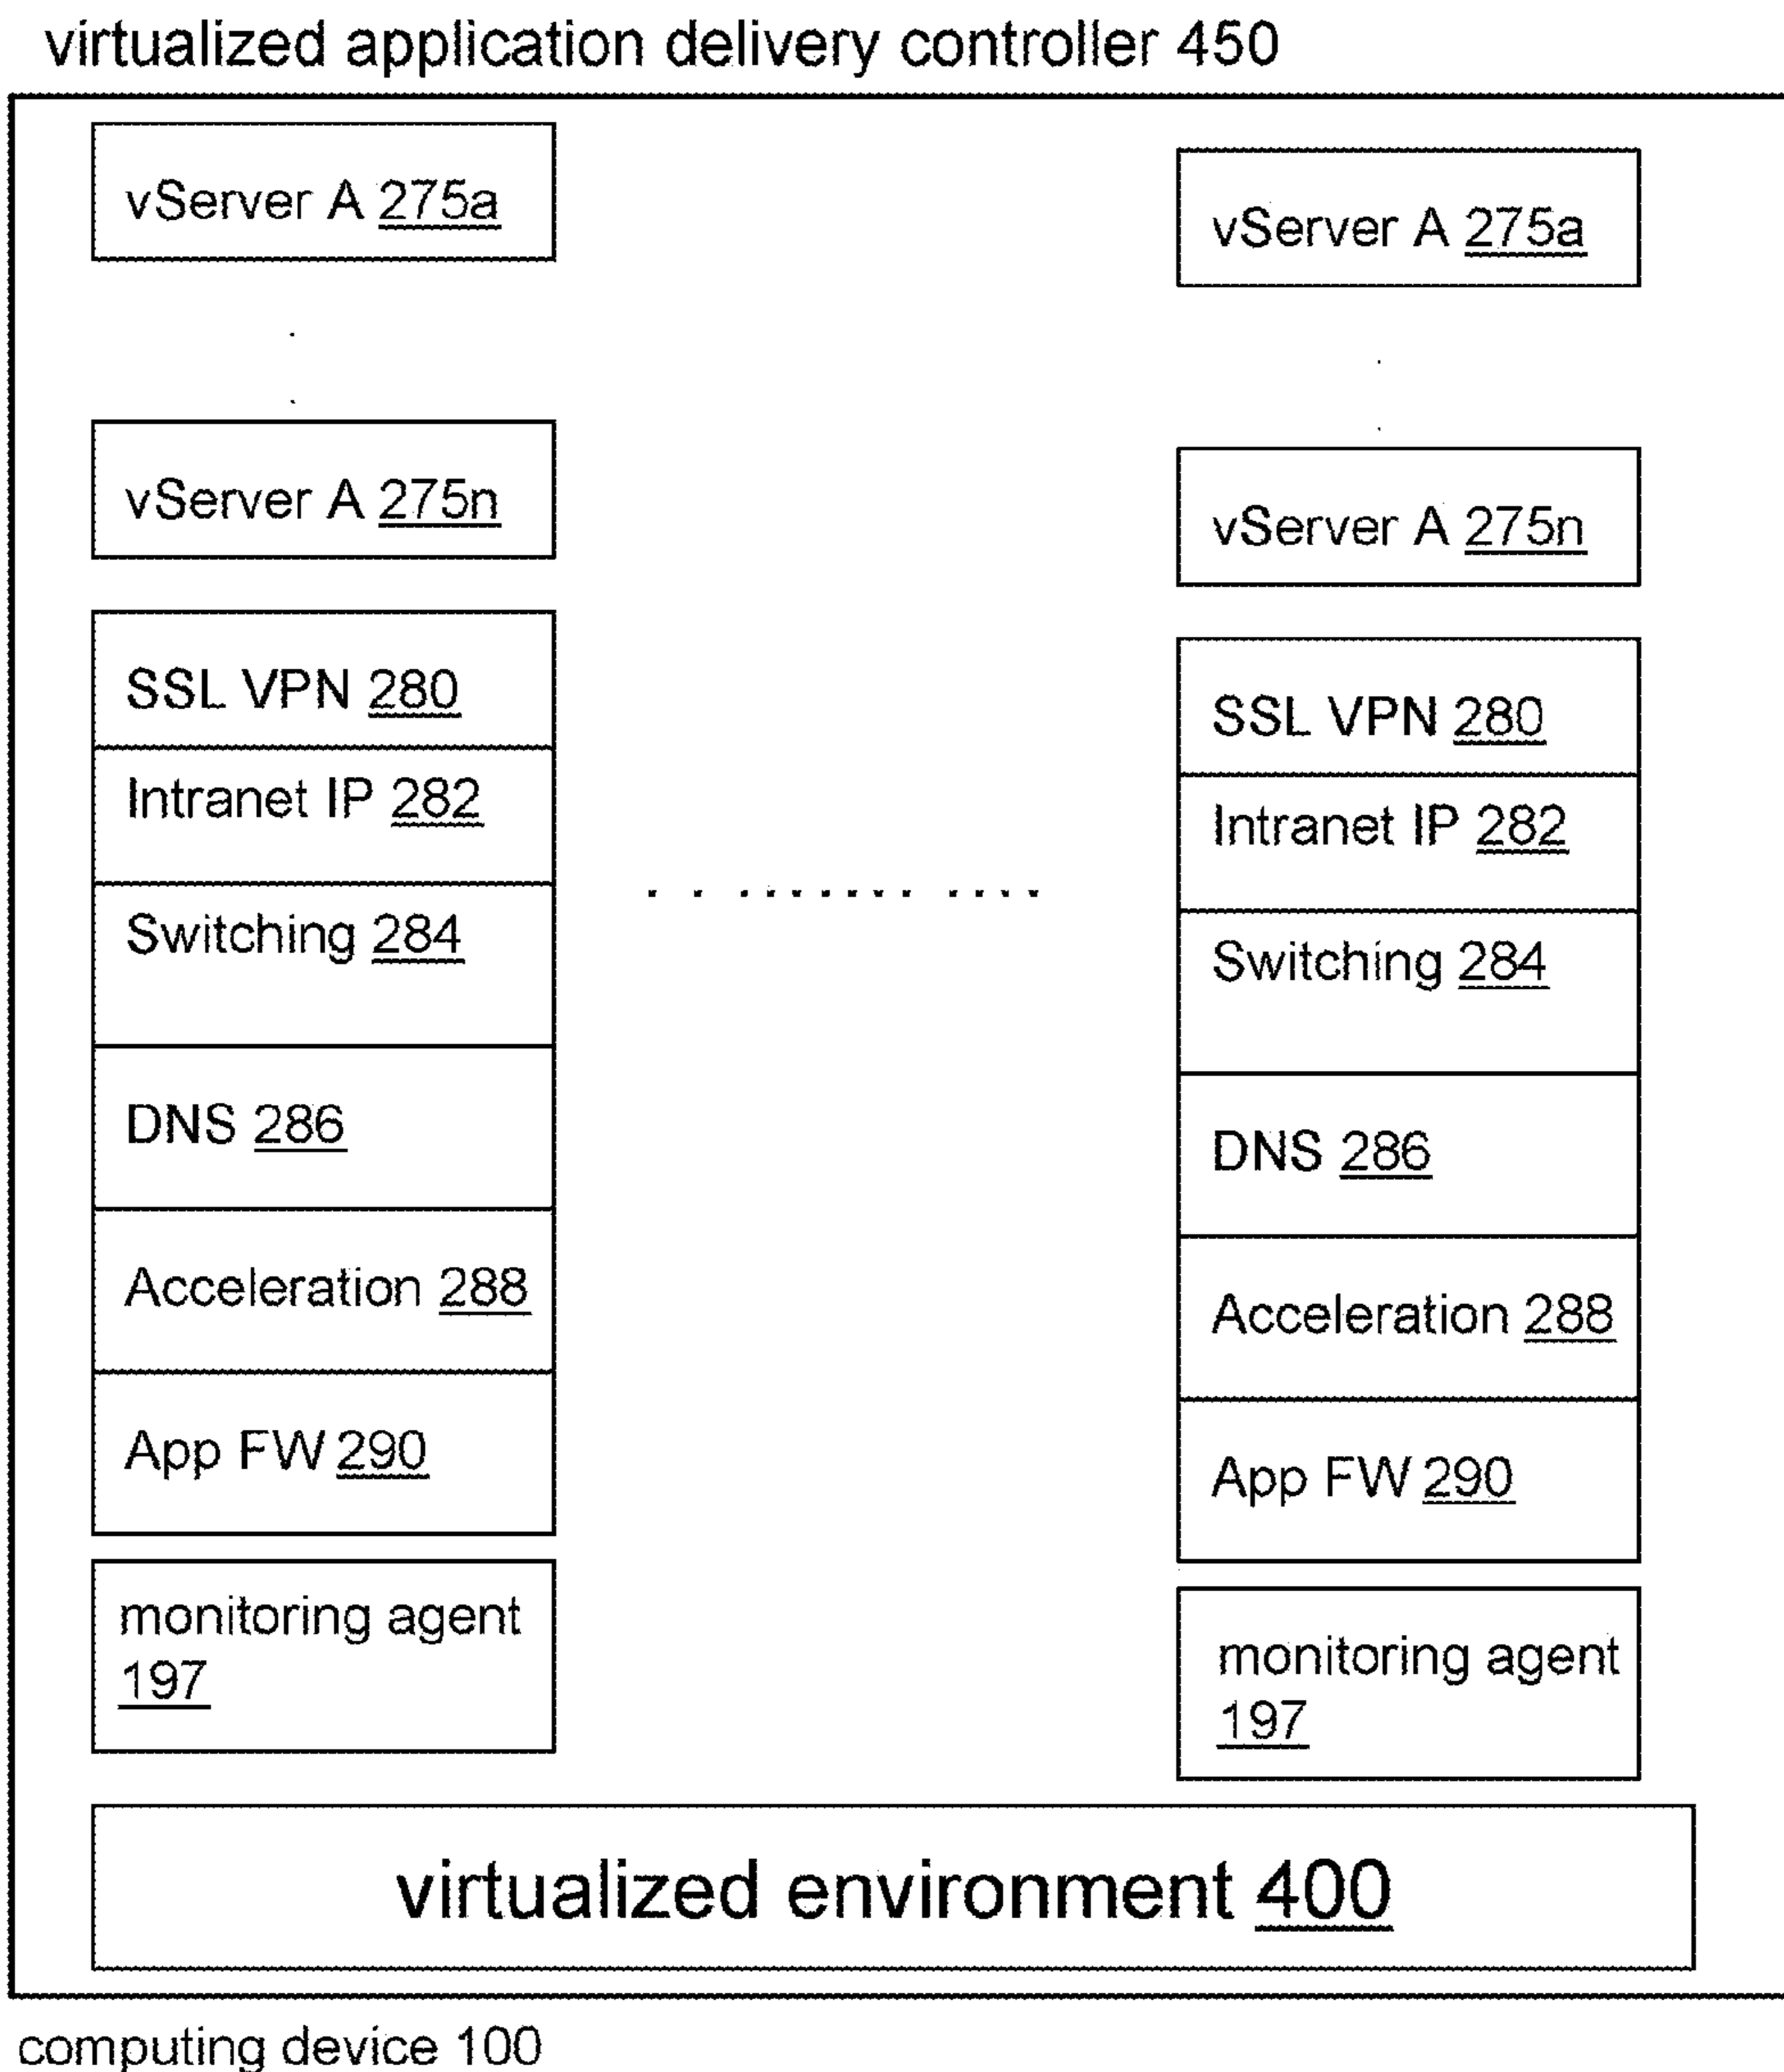 virtualized application delivery controller 450
vServer A 275a
vServer A 275n
SSL VPN 280
Intranet IP 282
Switching 284
DNS 286
Acceleration 288
App FW 290
monitoring agent
197
vServer A 275a
vServer A 275n
SSL VPN 280
Intranet IP 282
Switching 284
DNS 286
Acceleration 288
App FW 290
monitoring agent
197
virtualized environment 400
computing device 100